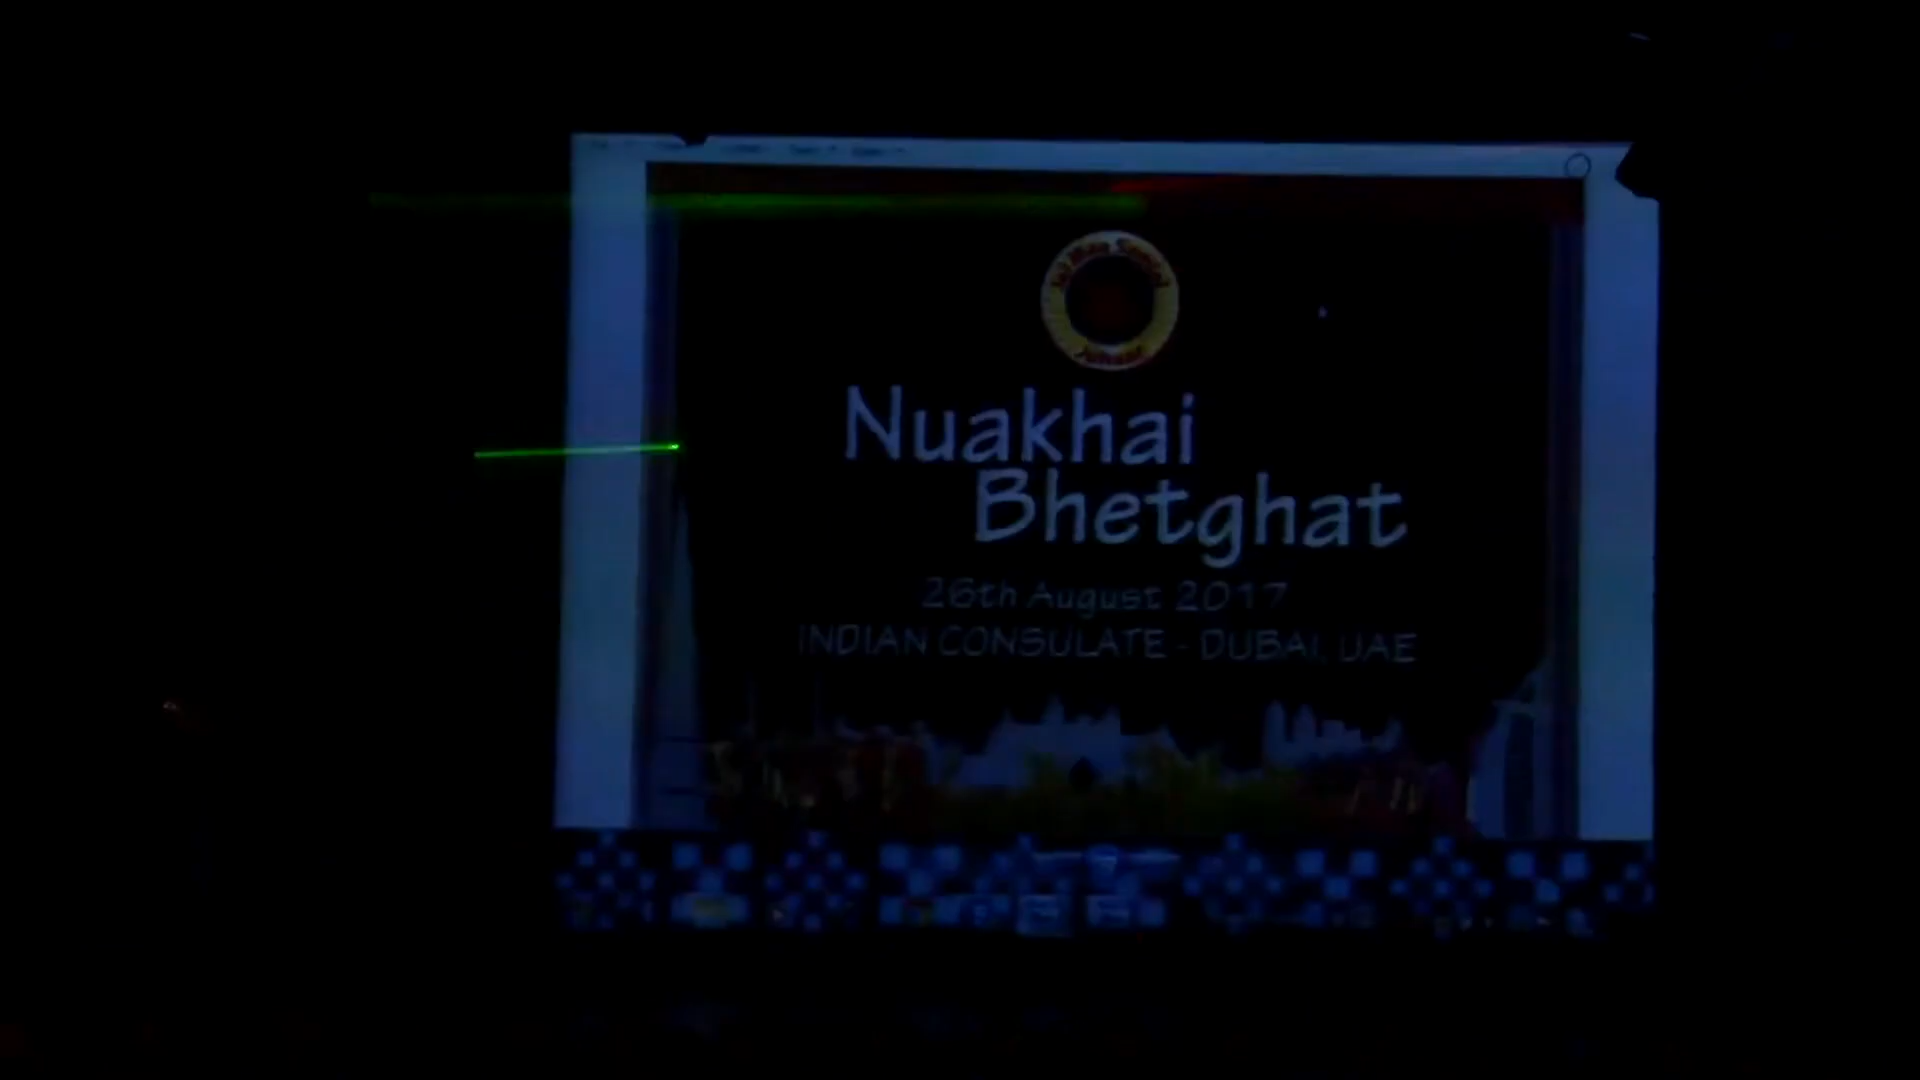 Nuakhai
Bhetghat
26th August 2017
INDIAN CONSULATE - DUBAI, UAE